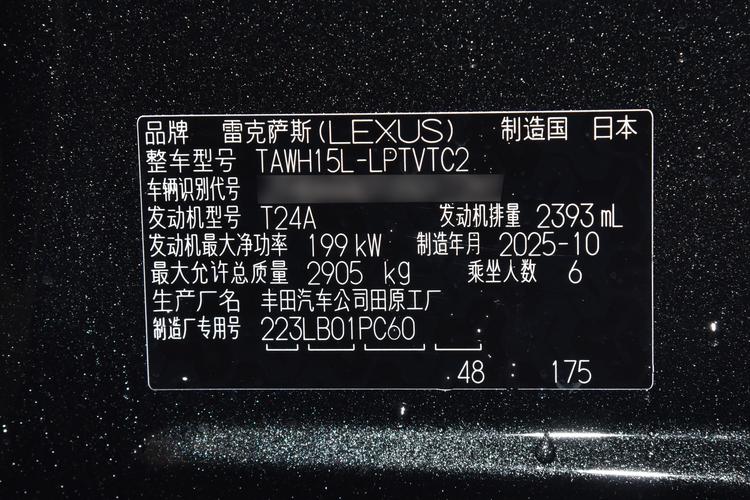 品牌 雷克萨斯(LEXUS) 制造国 日本
整车型号 TAWH15L-LPTVTC2
车辆识别代号
发动机型号 T24A 发动机排量 2393 mL
发动机最大净功率 199 kW 制造年月 2025-10
最大允许总质量 2905 kg 乘坐人数 6
生产厂名 丰田汽车公司田原工厂
制造厂专用号 223LB01PC60
48 : 175